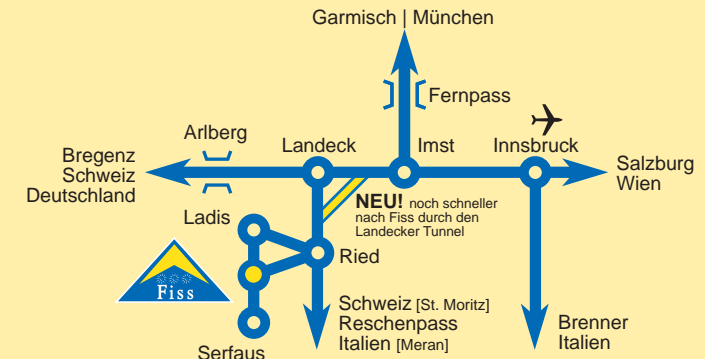 Garmisch | München
Fernpass
Arlberg
Landeck
Imst
Innsbruck
Bregenz
Schweiz
Deutschland
Salzburg
Wien
NEU! noch schneller
nach Fiss durch den
Landecker Tunnel
Ladis
Ried
Fiss
Schweiz [St. Moritz]
Reschenpass
Italien [Meran]
Brenner
Italien
Serfaus